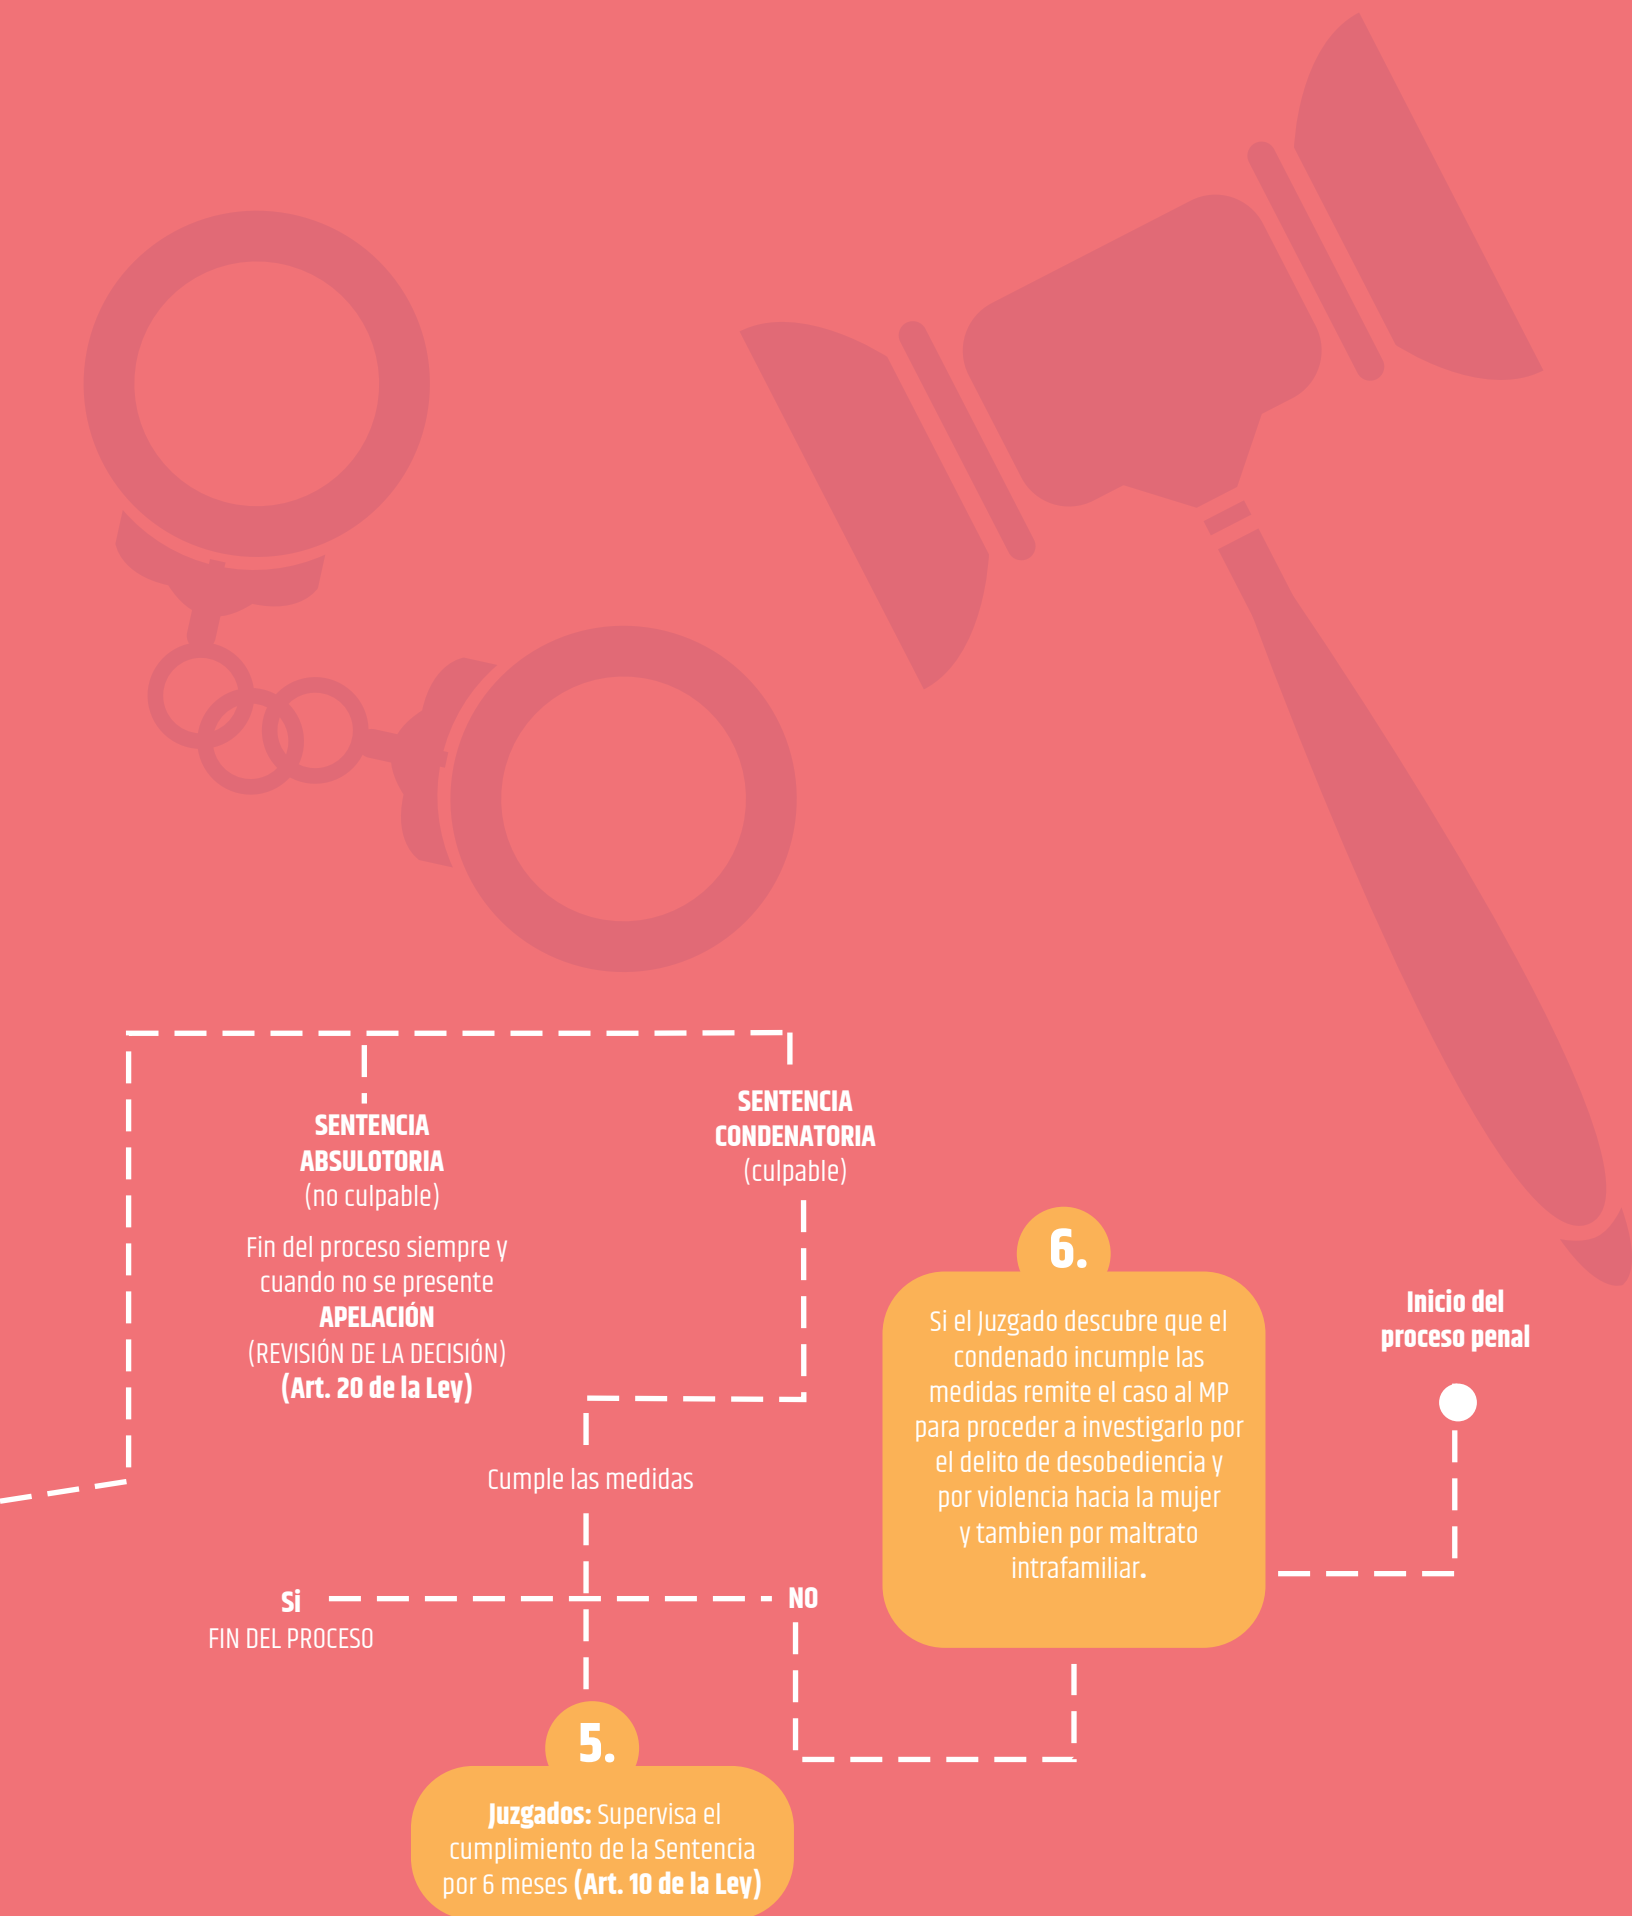 SENTENCIA
ABSULOTORIA
(no culpable)
Fin del proceso siempre y
cuando no se presente
APELACIÓN
(REVISIÓN DE LA DECISIÓN)
(Art. 20 de la Ley)
SENTENCIA
CONDENATORIA
(culpable)
Cumple las medidas
Si
FIN DEL PROCESO
NO
5.
Juzgados: Supervisa el
cumplimiento de la Sentencia
por 6 meses (Art. 10 de la Ley)
6.
Si el Juzgado descubre que el
condenado incumple las
medidas remite el caso al MP
para proceder a investigarlo por
el delito de desobediencia y
por violencia hacia la mujer
y tambien por maltrato
intrafamiliar.
Inicio del
proceso penal